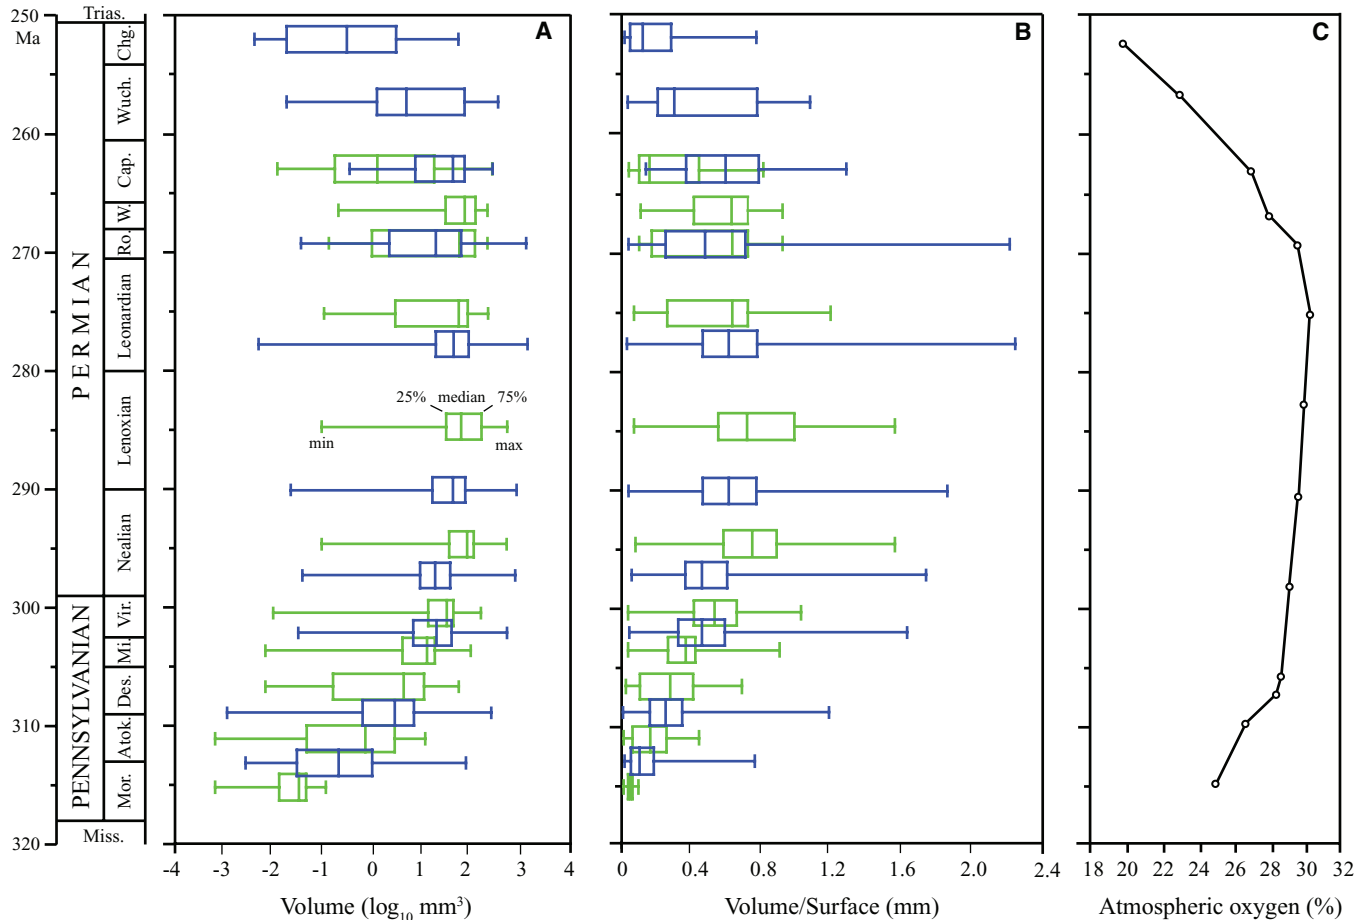 250
Ma
260
270
280
290
300
310
320
PERMIAN
PENNSYLVANIAN
Trias.
Chg.
Wuch.
Cap.
W.
Ro.
Leonardian
Lenoxian
Nealian
Vir.
Mi.
Des.
Atok.
Mor.
Miss.
A
25% median 75%
min max
-4 -3 -2 -1 0 1 2 3 4
Volume (log10 mm3)
B
0 0.4 0.8 1.2 1.6 2.0 2.4
Volume/Surface (mm)
C
18 20 22 24 26 28 30 32
Atmospheric oxygen (%)